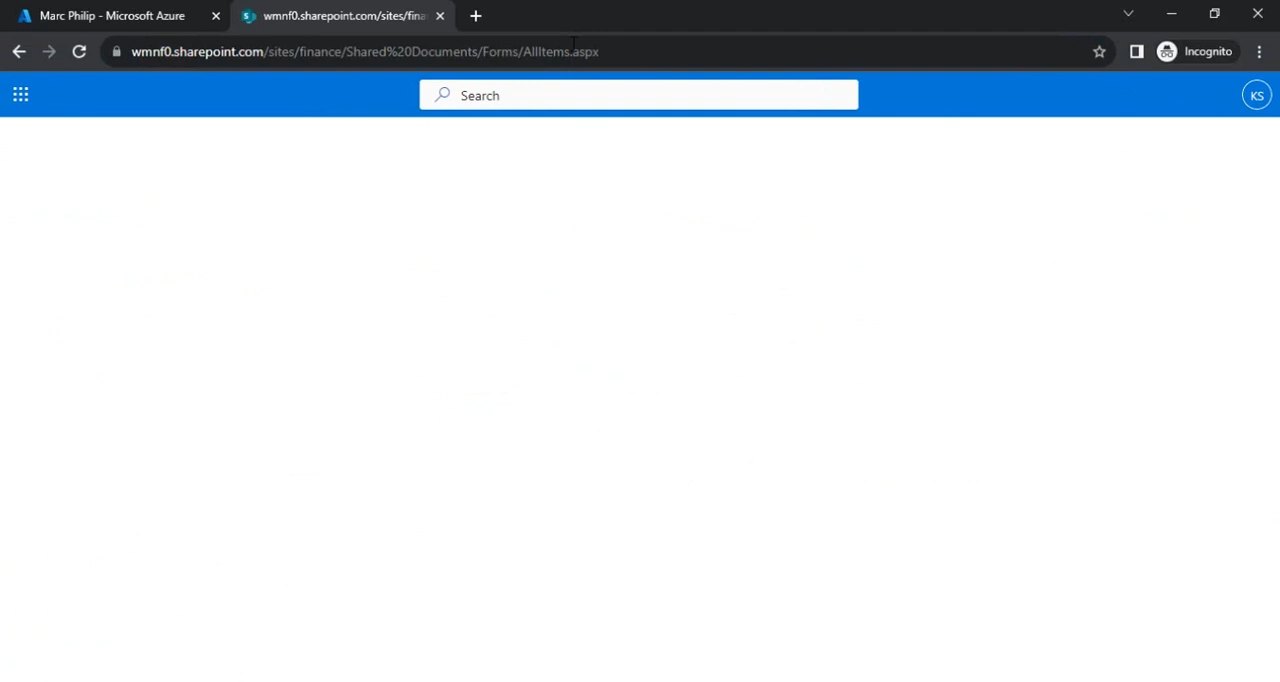 Marc Philip - Microsoft Azure
wmnf0.sharepoint.com/sites/fina
wmnf0.sharepoint.com/sites/finance/Shared%20Documents/Forms/AllItems.aspx
Incognito
Search
KS